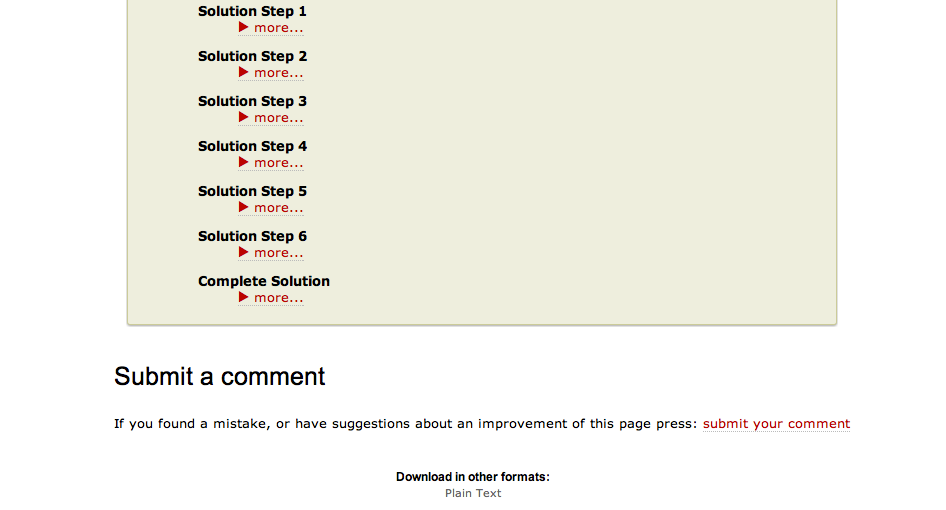 Solution Step 1
▶ more...
Solution Step 2
▶ more...
Solution Step 3
▶ more...
Solution Step 4
▶ more...
Solution Step 5
▶ more...
Solution Step 6
▶ more...
Complete Solution
▶ more...
Submit a comment
If you found a mistake, or have suggestions about an improvement of this page press: submit your comment
Download in other formats:
Plain Text